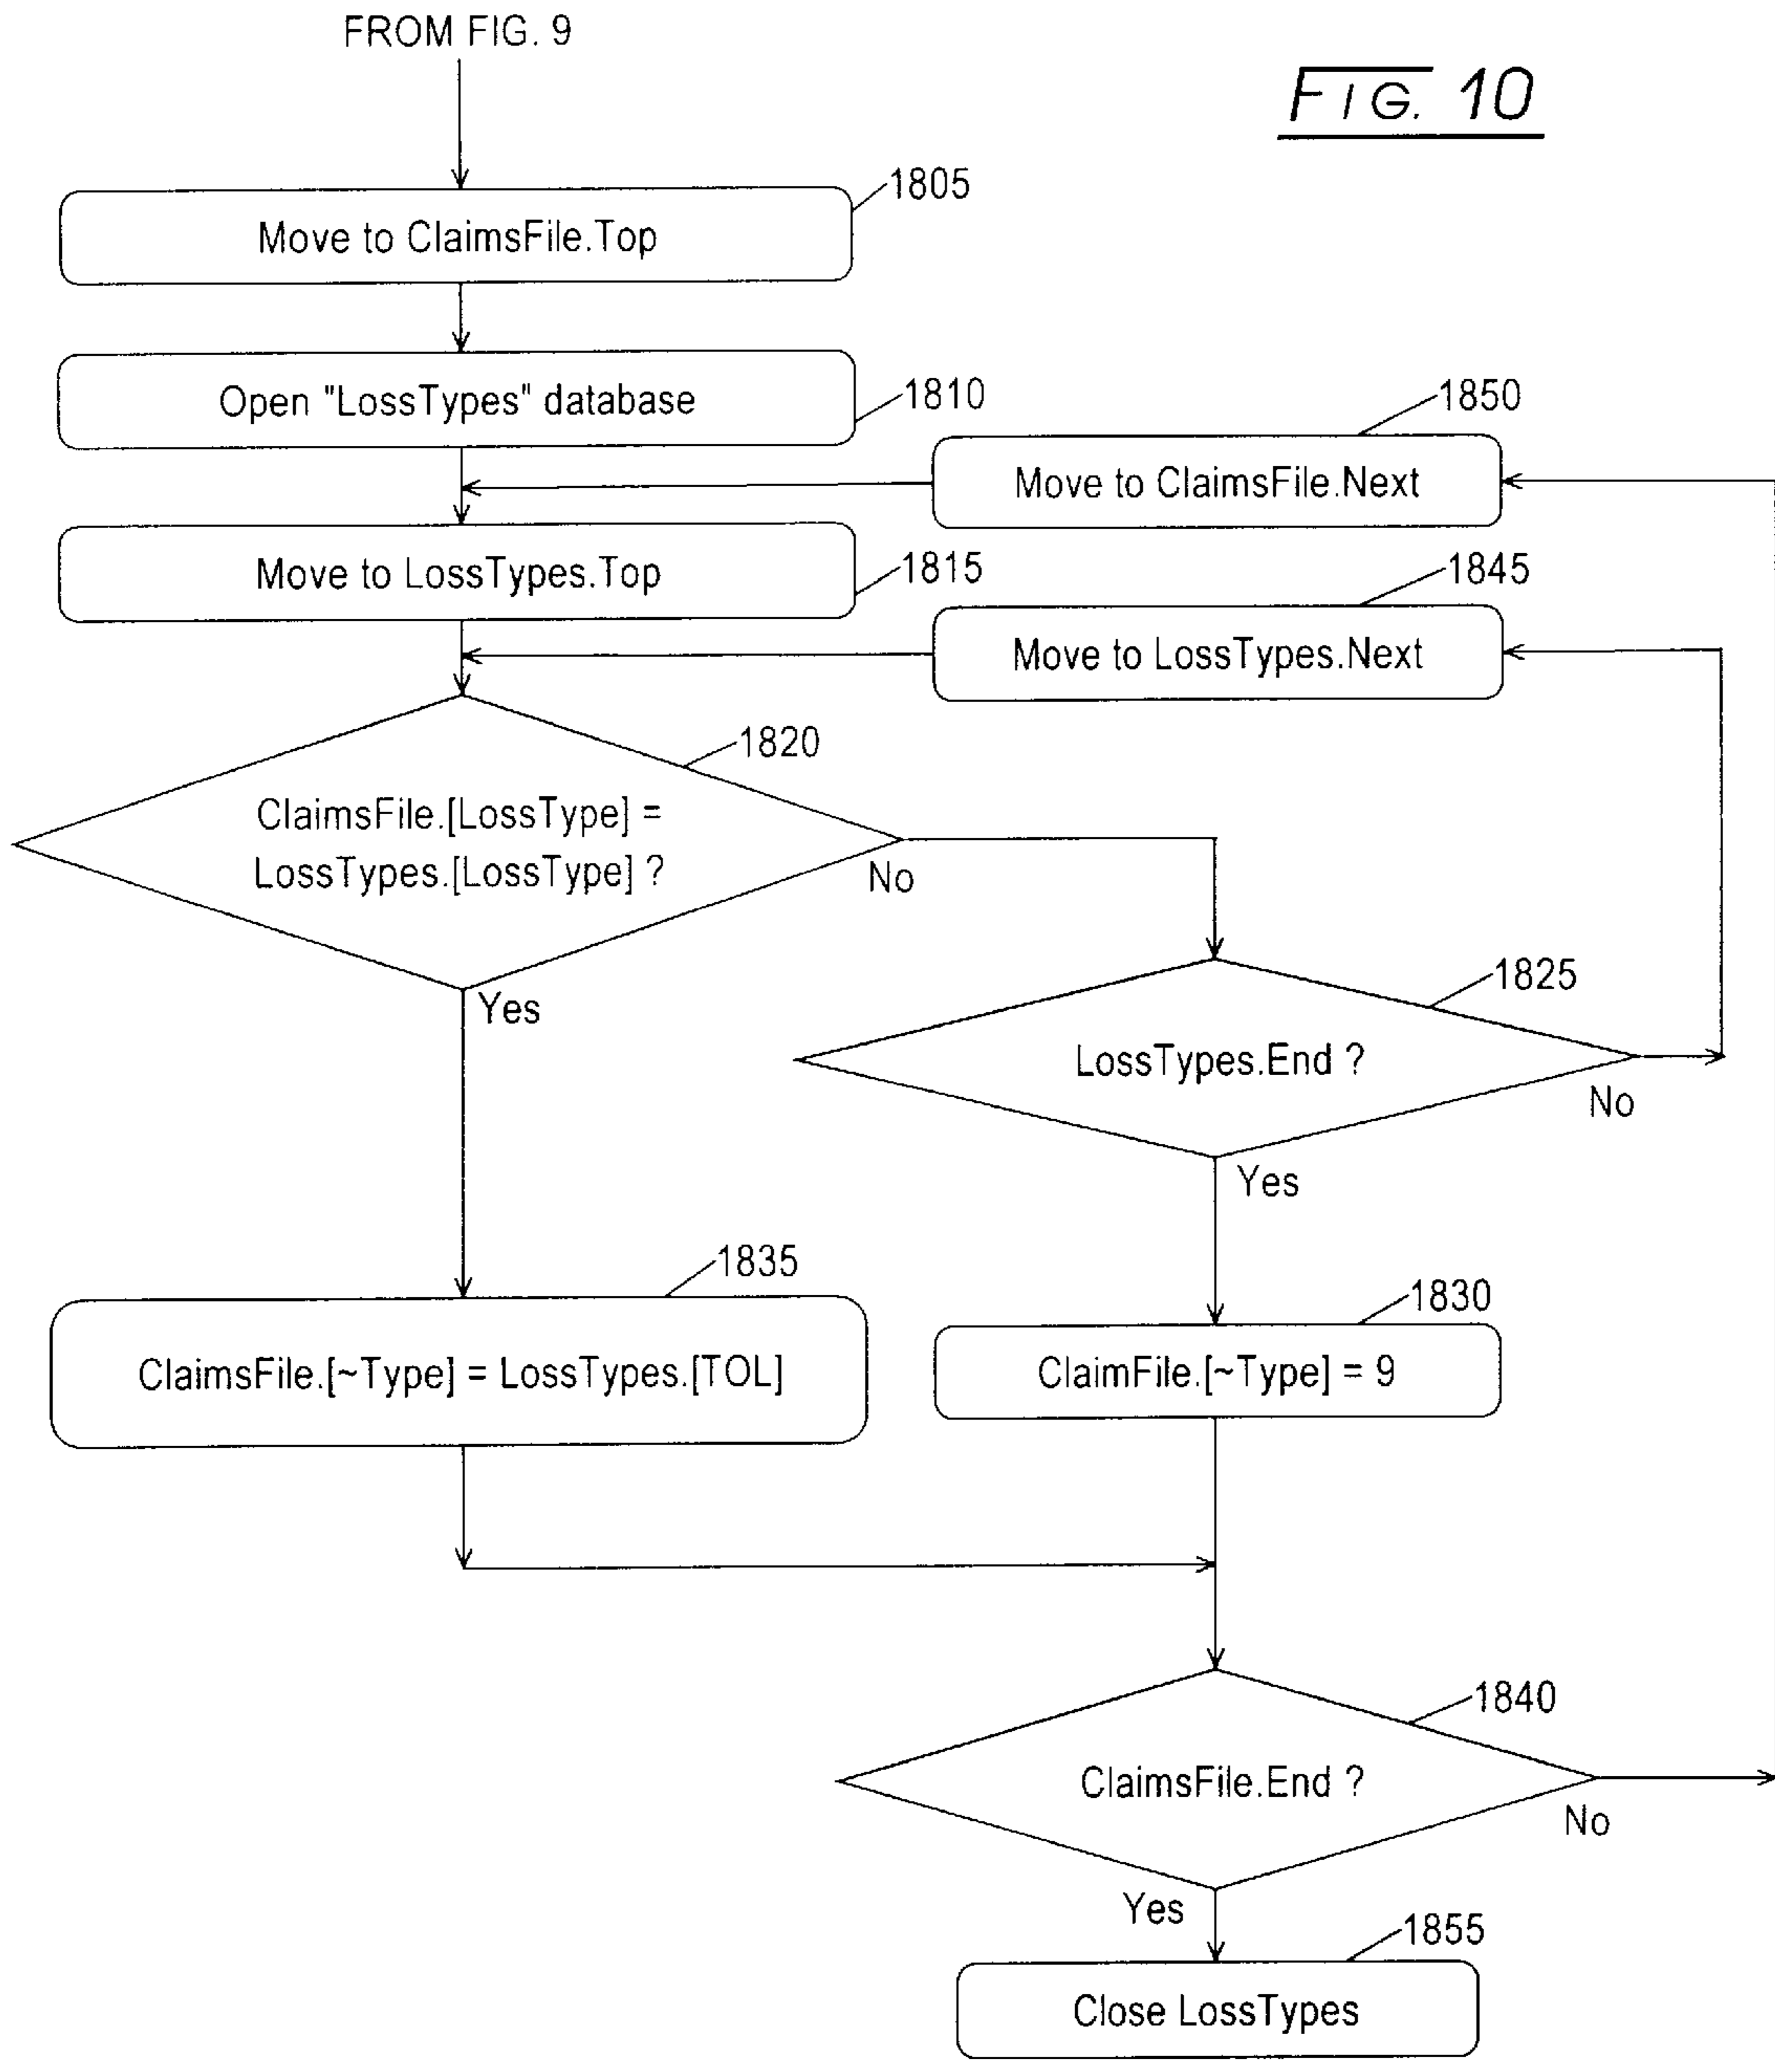 FROM FIG. 9
FIG. 10
1805
Move to ClaimsFile.Top
Open "LossTypes" database
1810
1850
Move to ClaimsFile.Next
Move to LossTypes.Top
1815
1845
Move to LossTypes.Next
1820
ClaimsFile.[LossType] =
LossTypes.[LossType] ?
No
Yes
1825
LossTypes.End ?
No
Yes
1835
ClaimsFile.[~Type] = LossTypes.[TOL]
1830
ClaimFile.[~Type] = 9
1840
ClaimsFile.End ?
No
Yes
1855
Close LossTypes